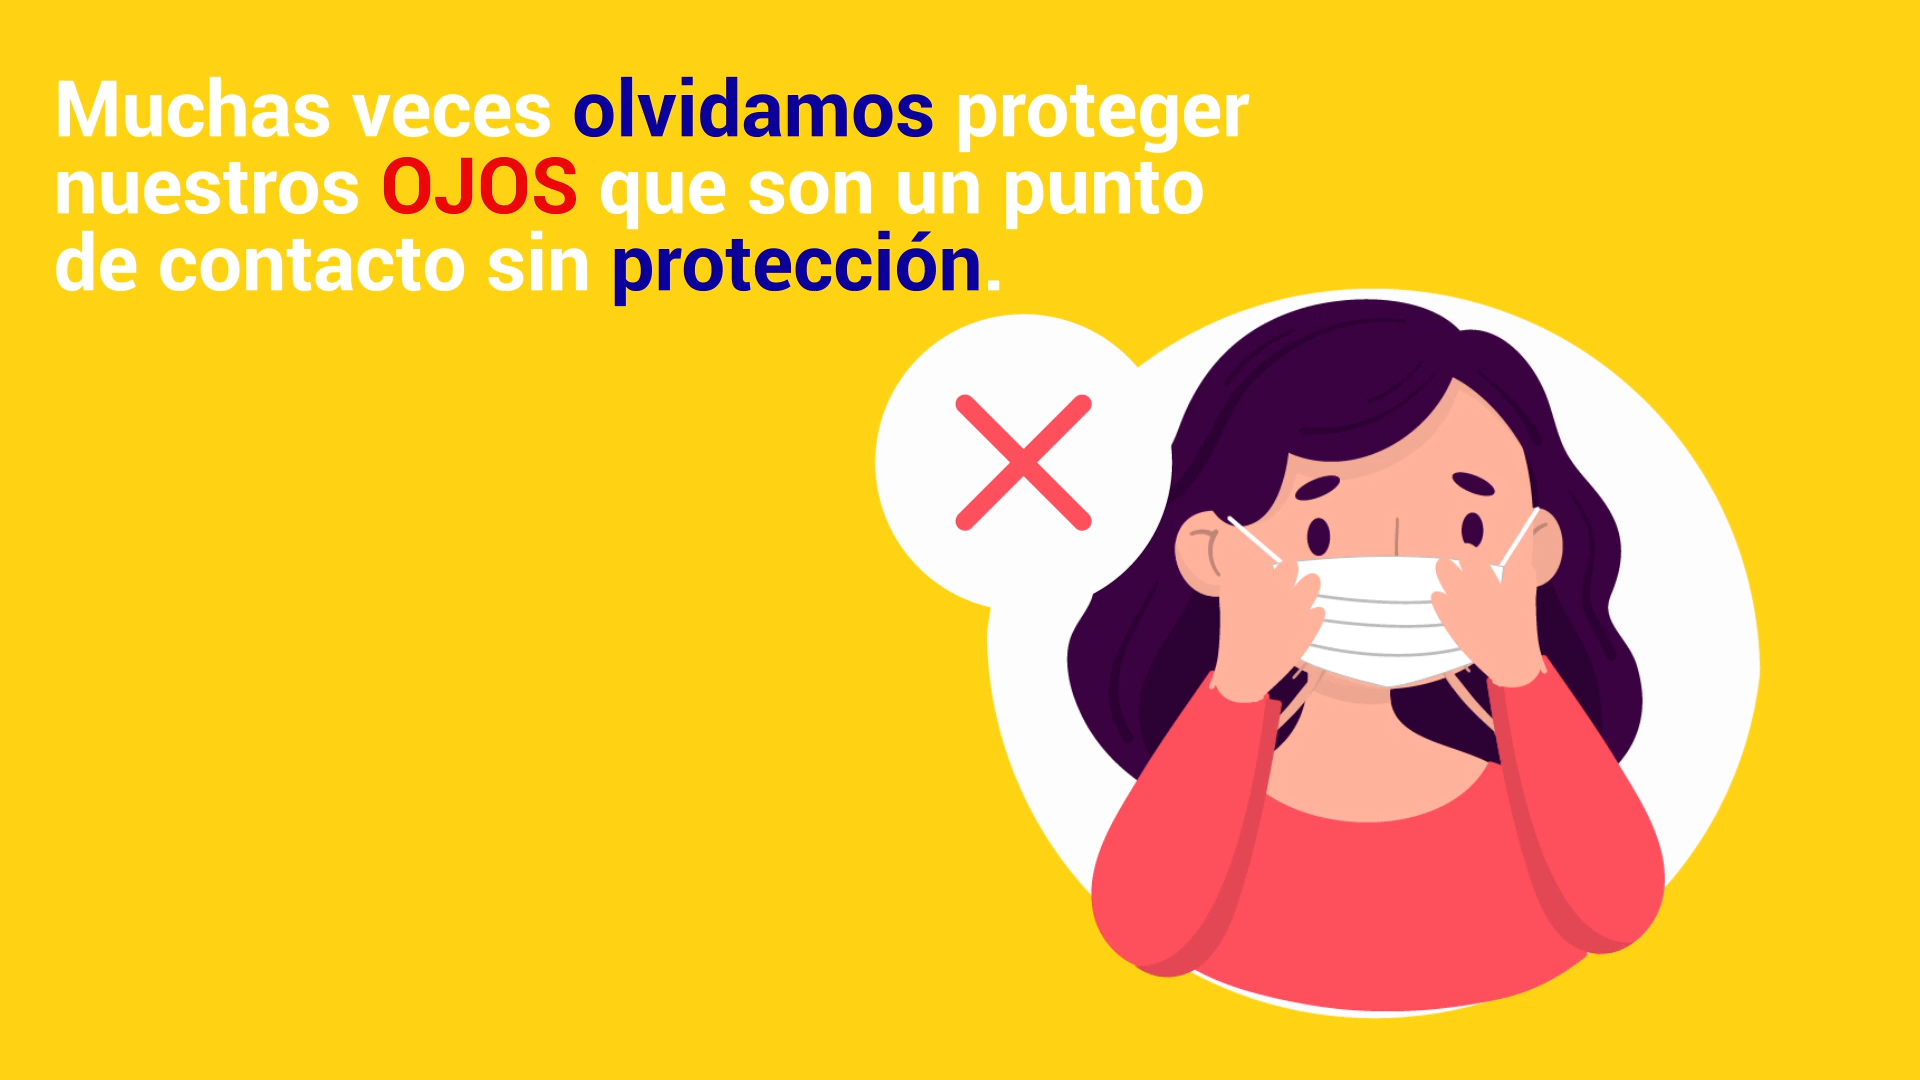 Muchas veces olvidamos proteger
nuestros OJOS que son un punto
de contacto sin protección.